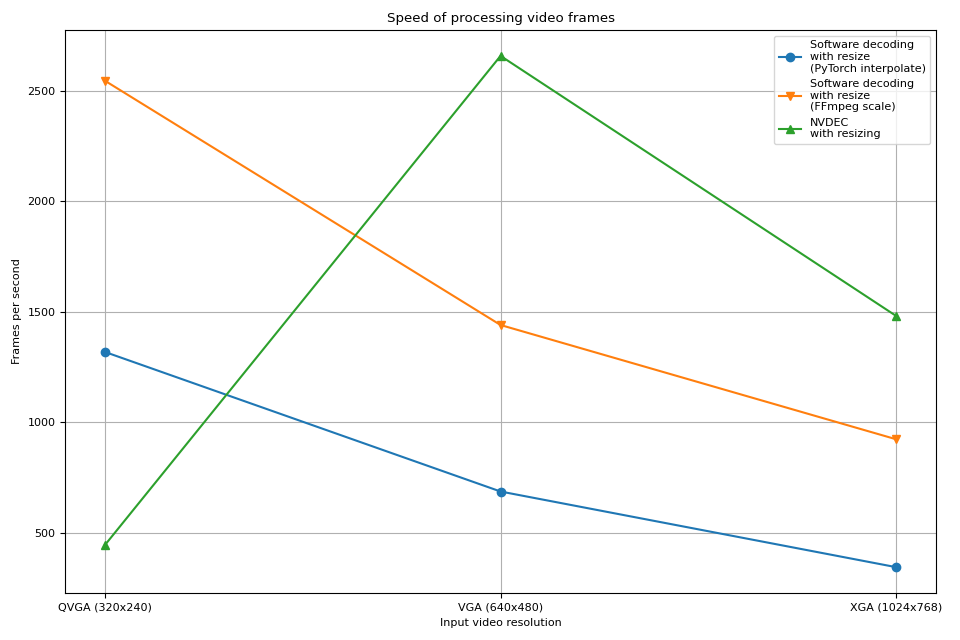 Speed of processing video frames
Software decoding
with resize
(PyTorch interpolate)
Software decoding
with resize
(FFmpeg scale)
NVDEC
with resizing
2500
2000
1500
1000
500
Frames per second
QVGA (320x240)
VGA (640x480)
XGA (1024x768)
Input video resolution